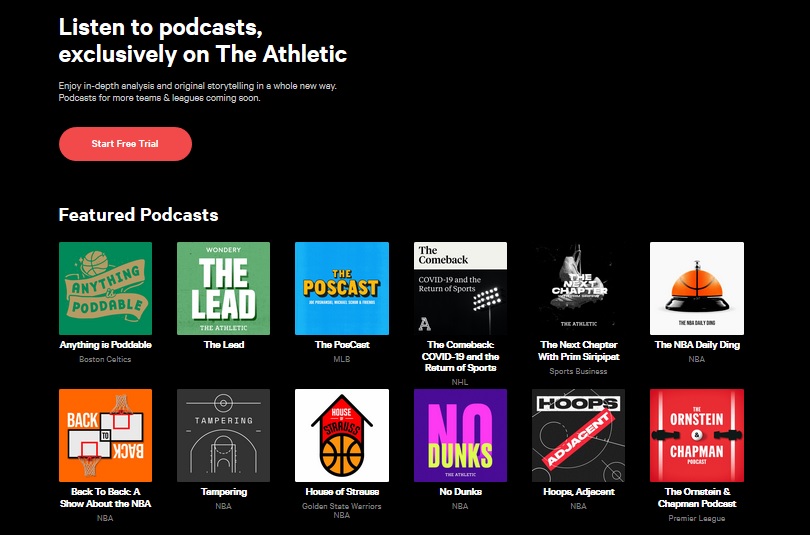 Listen to podcasts,
exclusively on The Athletic
Enjoy in-depth analysis and original storytelling in a whole new way.
Podcasts for more teams & leagues coming soon.
Start Free Trial
Featured Podcasts
ANYTHING
is
PODDABLE
WONDERY
THE
LEAD
THE ATHLETIC
THE
POSCAST
The
Comeback
COVID-19 and the
Return of Sports
A
THE
NEXT
CHAPTER
WITH PRIM SIRIPIPAT
THE ATHLETIC
THE NBA DAILY DING
Anything is Poddable
Boston Celtics
The Lead
The PosCast
MLB
The Comeback:
COVID-19 and the
Return of Sports
NHL
The Next Chapter
With Prim Siripipat
Sports Business
The NBA Daily Ding
NBA
BACK
TO
BACK
TAMPERING
HOUSE
OF
STRAUSS
NO
DUNKS
THE ATHLETIC
HOOPS
ADJACENT
THE
ORNSTEIN
&
CHAPMAN
PODCAST
Back To Back: A
Show About the NBA
NBA
Tampering
NBA
House of Strauss
Golden State Warriors
NBA
No Dunks
NBA
Hoops, Adjacent
NBA
The Ornstein &
Chapman Podcast
Premier League